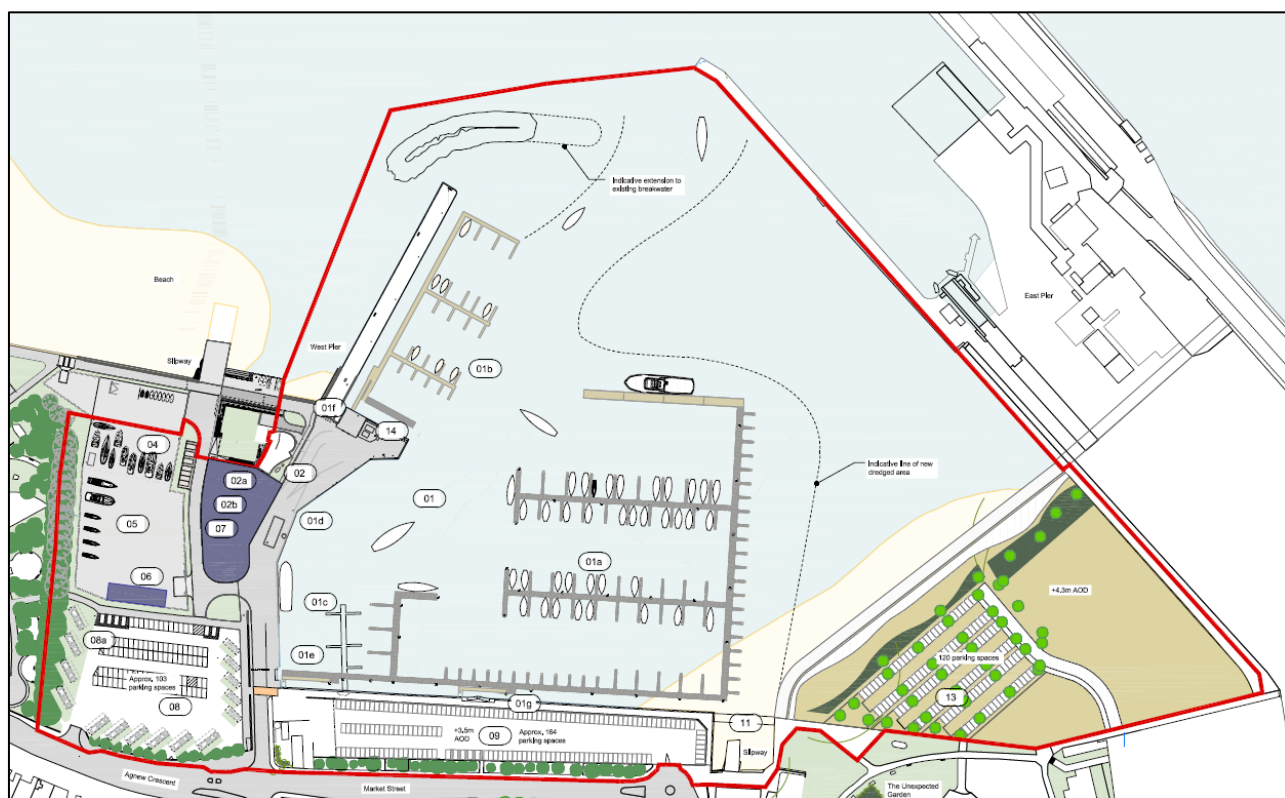 Indicative extension to
existing breakwater
Beach
East Pier
West Pier
Slipway
01b
01f
14
04
02
02a
01
02b
01d
05
07
Indicative line of new
dredged area
01a
06
01c
+4.3m AOD
08a
01e
120 parking spaces
Approx. 103
parking spaces
08
01g
13
+3.5m
AOD
09
Approx. 164
parking spaces
11
Slipway
Agnew Crescent
Market Street
The Unexpected
Garden